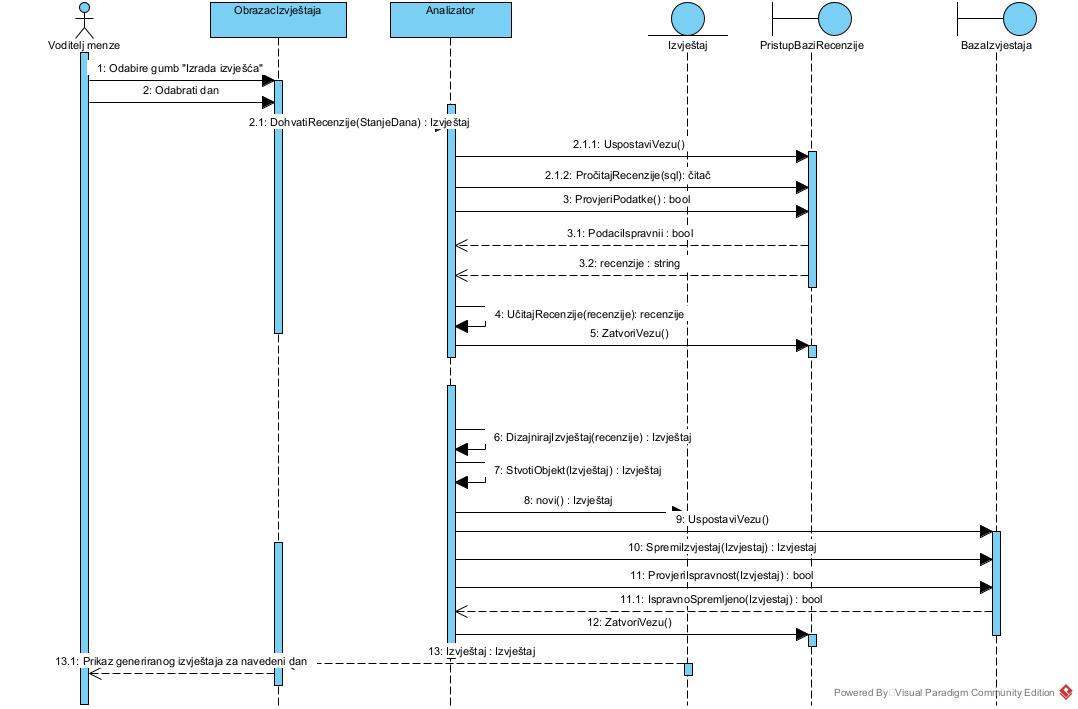 ObrazacIzvještaja
Analizator
Voditelj menze
Izvještaj
PristupBaziRecenzije
BazaIzvjestaja
1: Odabire gumb "Izrada izvješća"
2: Odabrati dan
2.1: DohvatiRecenzije(StanjeDana) : Izvještaj
2.1.1: UspostaviVezu()
2.1.2: PročitajRecenzije(sql): čitač
3: ProvjeriPodatke() : bool
3.1: PodaciIspravnii : bool
3.2: recenzije : string
4: UčitajRecenzije(recenzije): recenzije
5: ZatvoriVezu()
6: DizajnirajIzvještaj(recenzije) : Izvještaj
7: StvotiObjekt(Izvještaj) : Izvještaj
8: novi() : Izvještaj
9: UspostaviVezu()
10: SpremiIzvjestaj(Izvjestaj) : Izvjestaj
11: ProvjeriIspravnost(Izvjestaj) : bool
11.1: IspravnoSpremljeno(Izvjestaj) : bool
12: ZatvoriVezu()
13: Izvještaj : Izvještaj
13.1: Prikaz generiranog izvještaja za navedeni dan
Powered By Visual Paradigm Community Edition